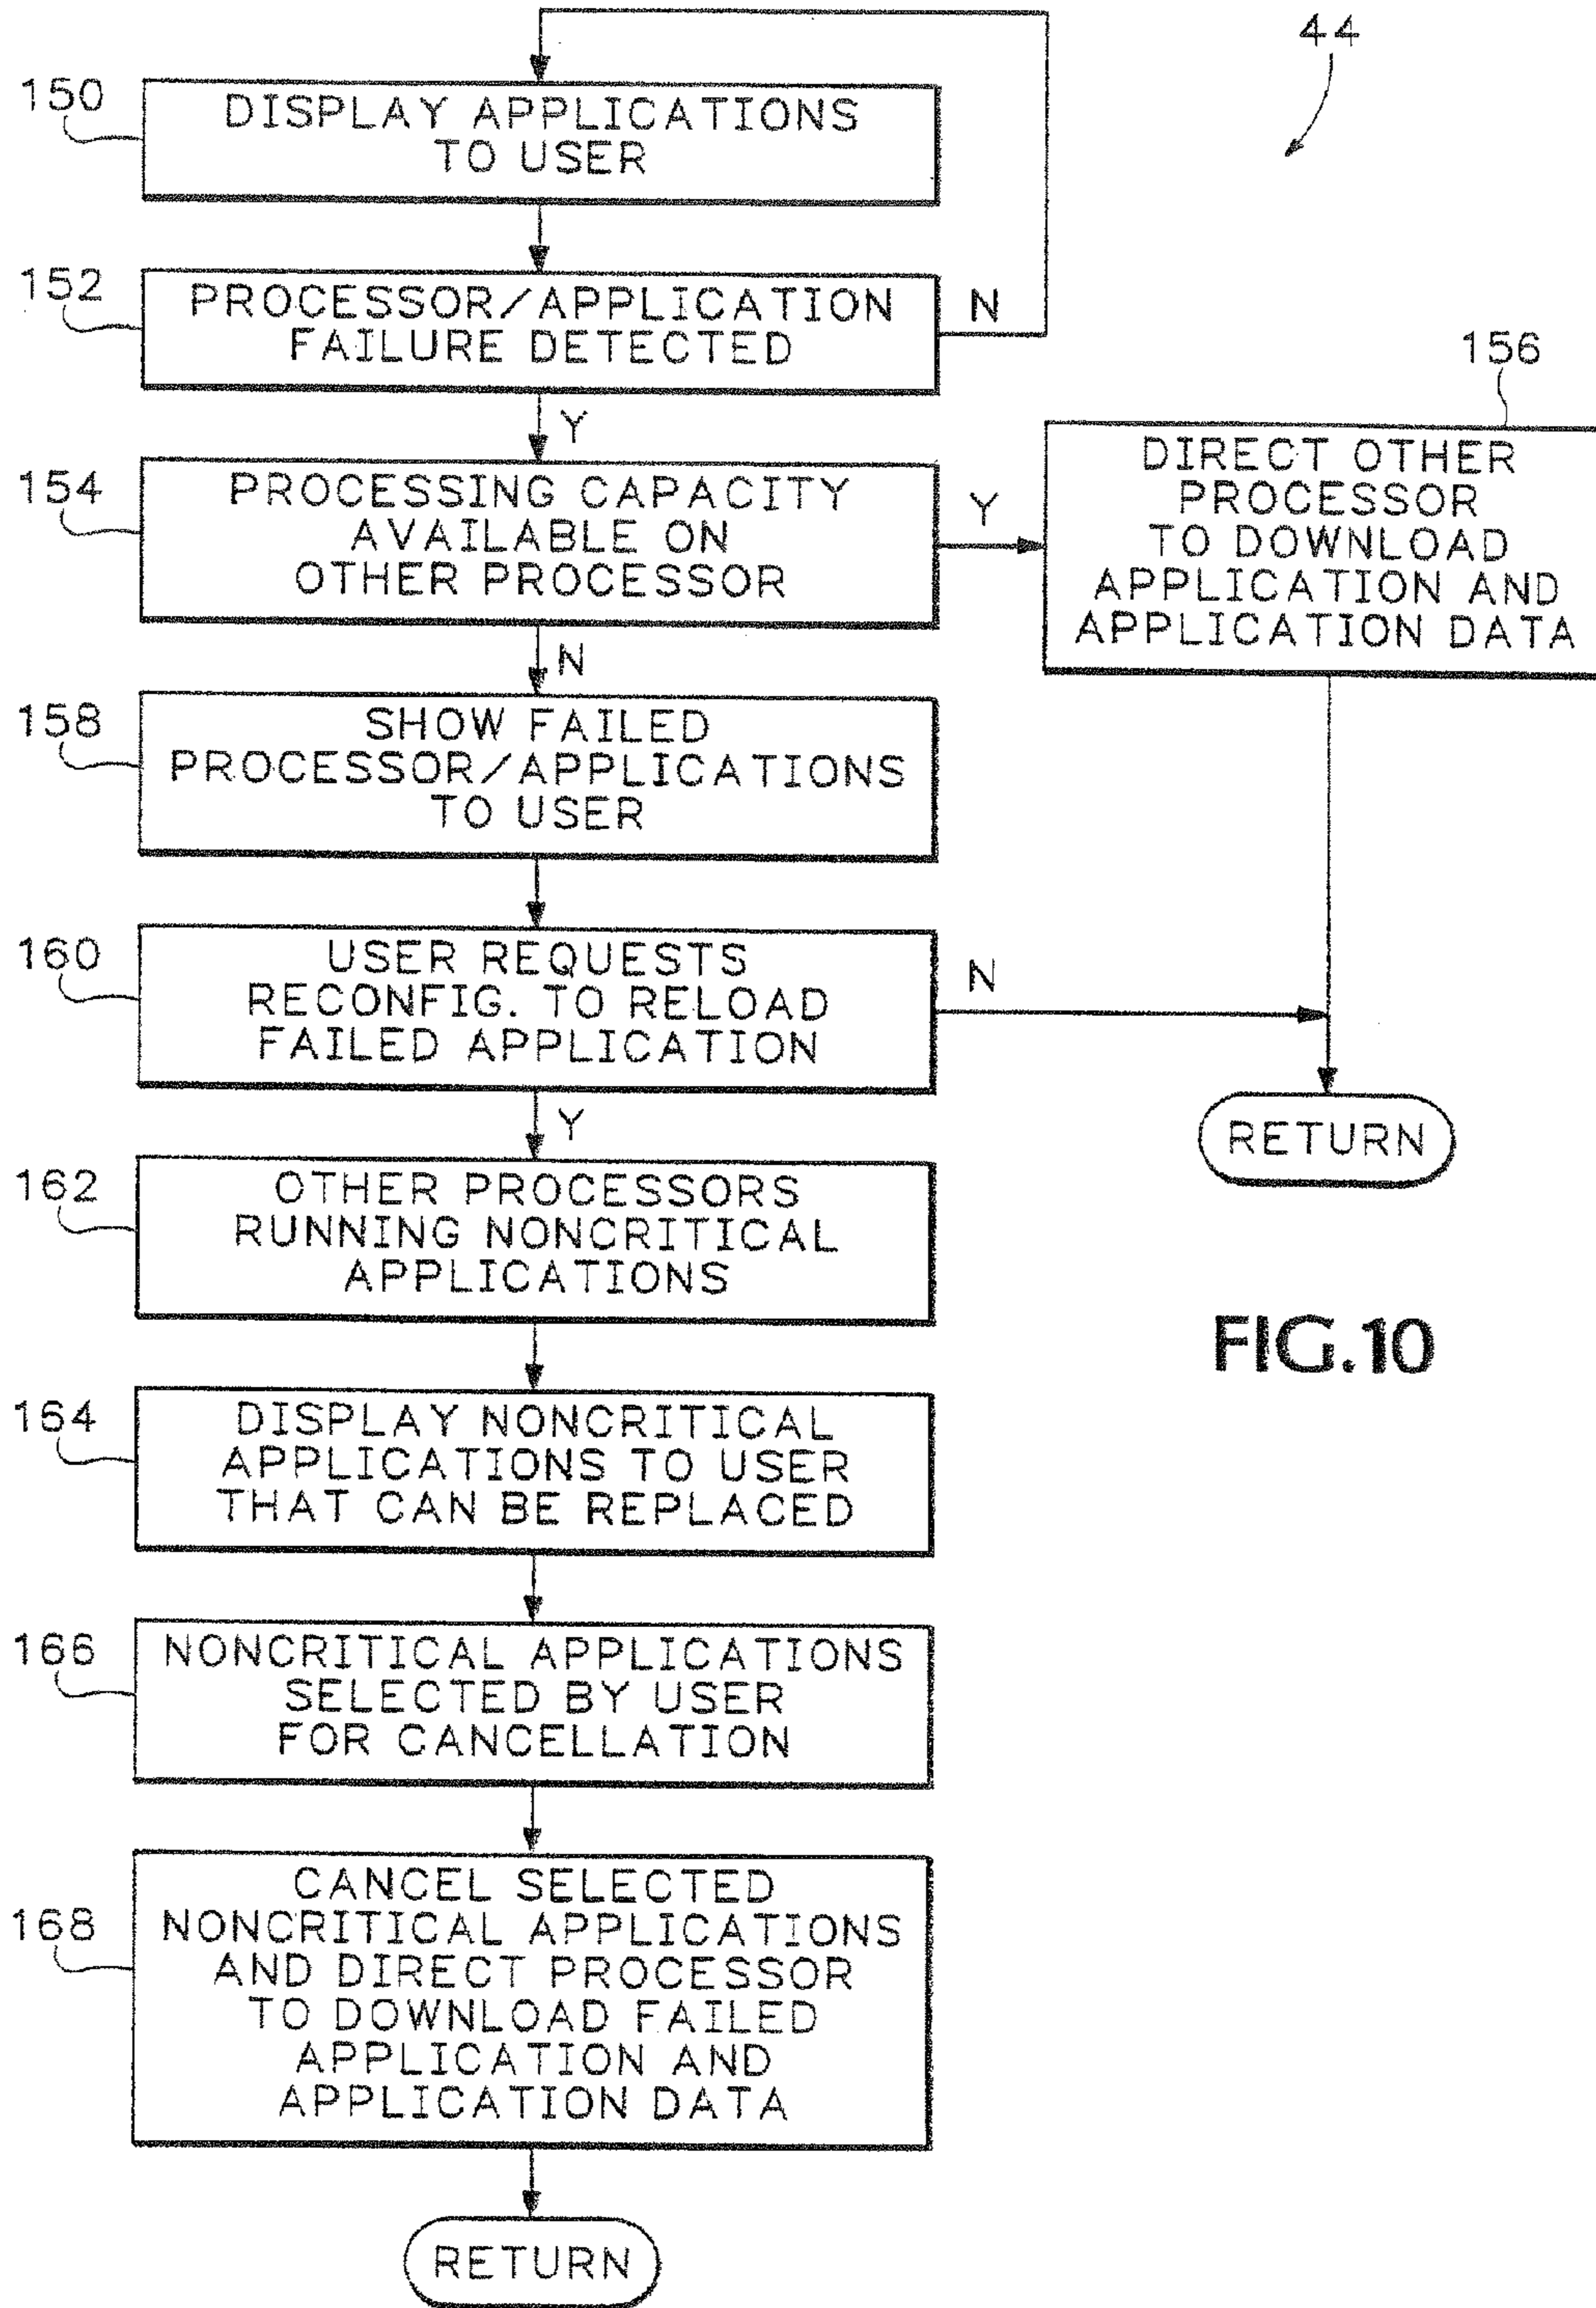 44
150
DISPLAY APPLICATIONS
TO USER
152
PROCESSOR/APPLICATION
FAILURE DETECTED
N
Y
154
PROCESSING CAPACITY
AVAILABLE ON
OTHER PROCESSOR
Y
156
DIRECT OTHER
PROCESSOR
TO DOWNLOAD
APPLICATION AND
APPLICATION DATA
N
158
SHOW FAILED
PROCESSOR/APPLICATIONS
TO USER
160
USER REQUESTS
RECONFIG. TO RELOAD
FAILED APPLICATION
N
RETURN
Y
162
OTHER PROCESSORS
RUNNING NONCRITICAL
APPLICATIONS
FIG.10
164
DISPLAY NONCRITICAL
APPLICATIONS TO USER
THAT CAN BE REPLACED
166
NONCRITICAL APPLICATIONS
SELECTED BY USER
FOR CANCELLATION
168
CANCEL SELECTED
NONCRITICAL APPLICATIONS
AND DIRECT PROCESSOR
TO DOWNLOAD FAILED
APPLICATION AND
APPLICATION DATA
RETURN